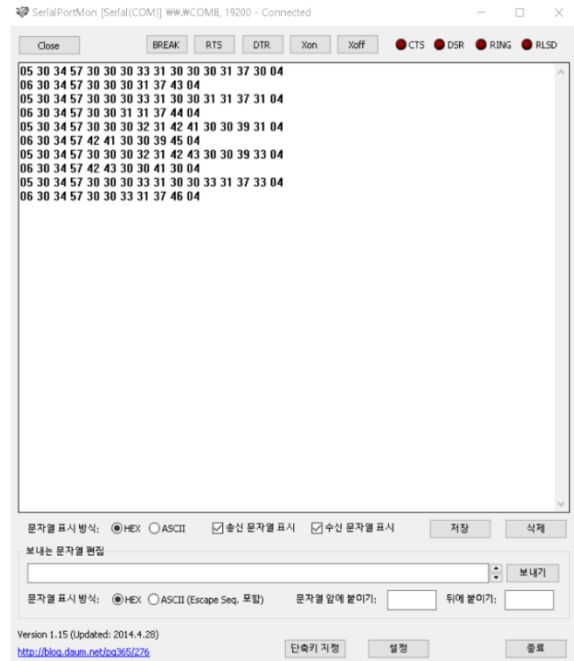 SerialPortMon [Serial(COM)] ₩₩.₩COM8, 19200 - Connected
Close BREAK RTS DTR Xon Xoff CTS DSR RING RLSD
05 30 34 57 30 30 30 33 31 30 30 30 31 37 30 04
06 30 34 57 30 30 30 31 37 43 04
05 30 34 57 30 30 30 33 31 30 30 31 31 37 31 04
06 30 34 57 30 30 31 31 37 44 04
05 30 34 57 30 30 30 32 31 42 41 30 30 39 31 04
06 30 34 57 42 41 30 30 39 45 04
05 30 34 57 30 30 30 32 31 42 43 30 30 39 33 04
06 30 34 57 42 43 30 30 41 30 04
05 30 34 57 30 30 30 33 31 30 30 33 31 37 33 04
06 30 34 57 30 30 33 31 37 46 04
문자열 표시 방식: HEX ASCII 송신 문자열 표시 수신 문자열 표시 저장 삭제
보내는 문자열 편집
보내기
문자열 표시 방식: HEX ASCII (Escape Seq. 포함) 문자열 앞에 붙이기: 뒤에 붙이기:
Version 1.15 (Updated: 2014.4.28)
http://blog.daum.net/pg365/276 단축키 지정 설정 종료